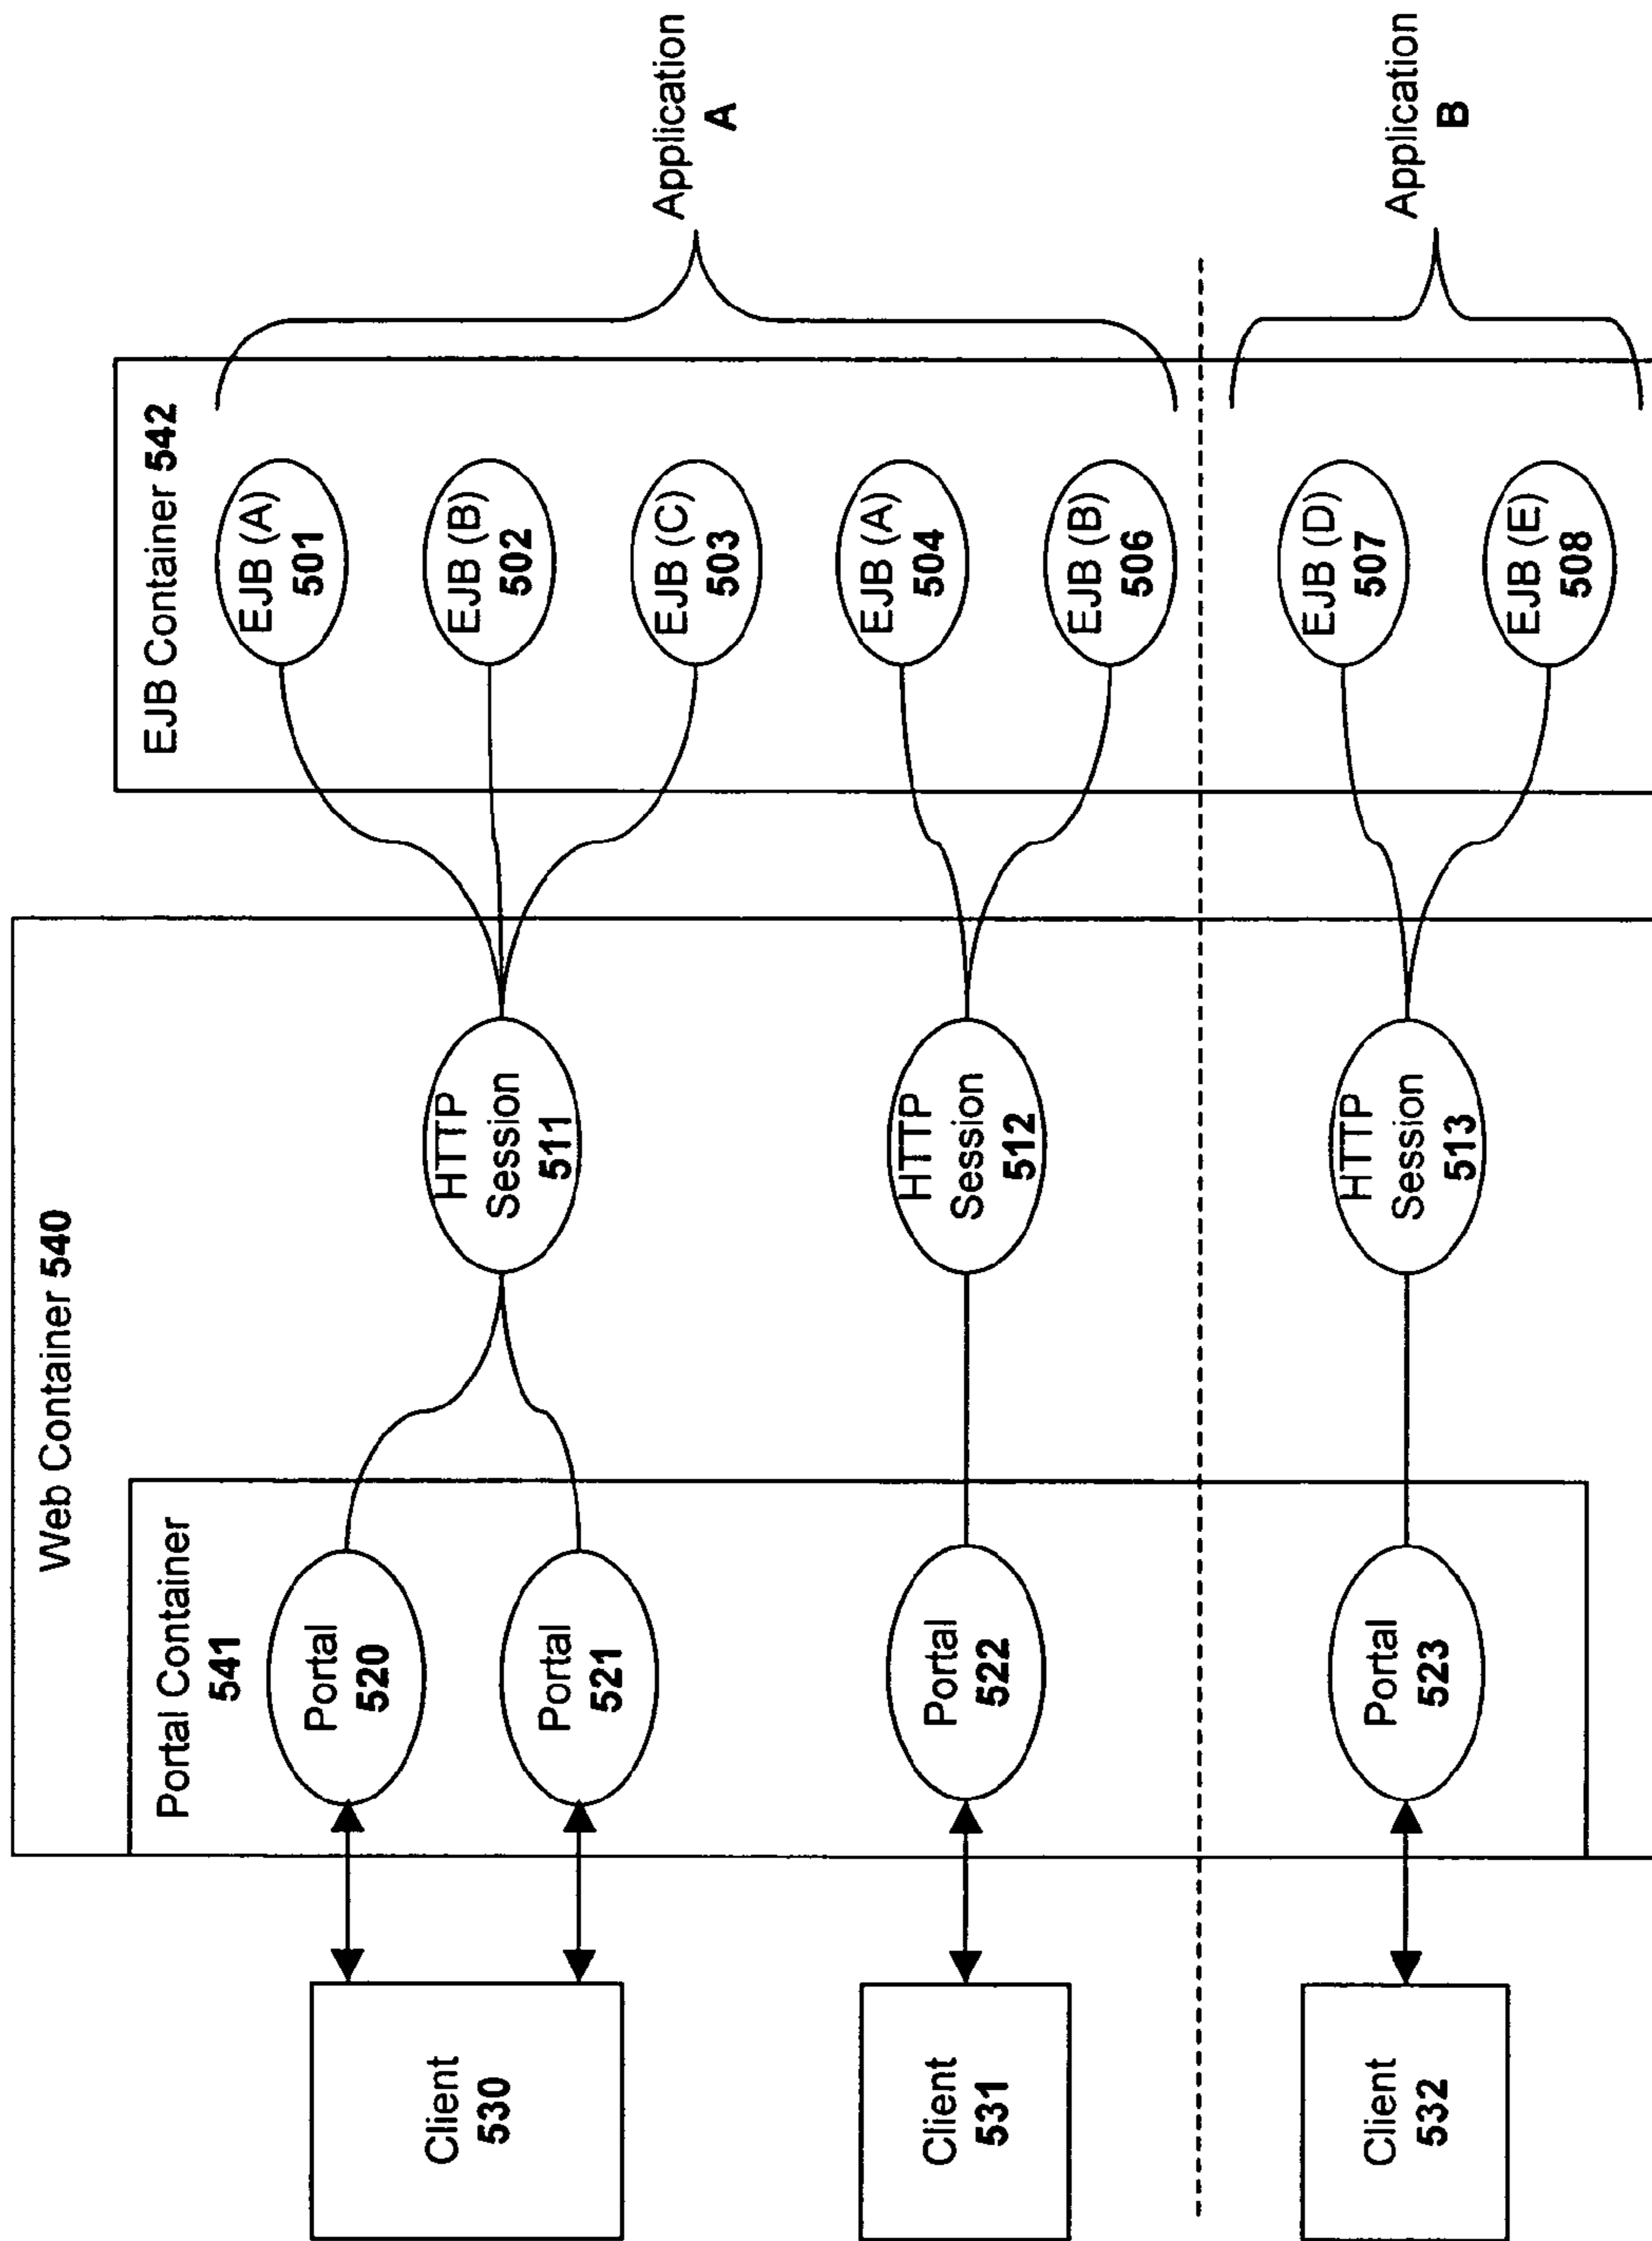 Web Container 540
Portal Container
541
EJB Container 542
Client
530
Portal
520
Portal
521
HTTP
Session
511
EJB (A)
501
EJB (B)
502
EJB (C)
503
Application
A
Client
531
Portal
522
HTTP
Session
512
EJB (A)
504
EJB (B)
506
Client
532
Portal
523
HTTP
Session
513
EJB (D)
507
EJB (E)
508
Application
B